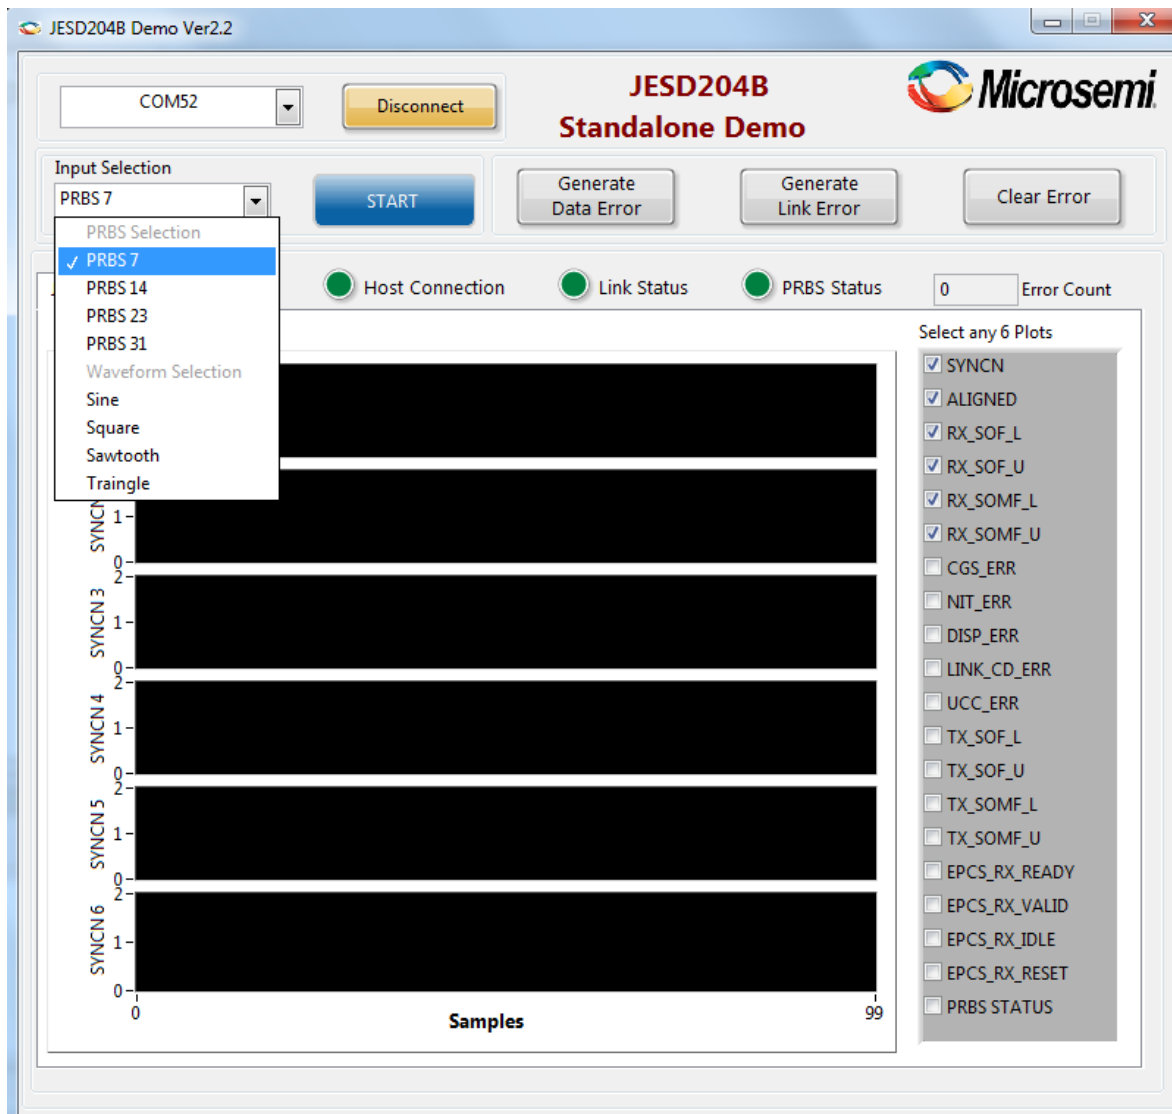 JESD204B Demo Ver2.2
COM52
Disconnect
JESD204B
Standalone Demo
Microsemi
Input Selection
PRBS 7
START
Generate
Data Error
Generate
Link Error
Clear Error
PRBS Selection
✓ PRBS 7
PRBS 14
PRBS 23
PRBS 31
Waveform Selection
Sine
Square
Sawtooth
Traingle
Host Connection
Link Status
PRBS Status
0
Error Count
Select any 6 Plots
SYNCN
ALIGNED
RX_SOF_L
RX_SOF_U
RX_SOMF_L
RX_SOMF_U
CGS_ERR
NIT_ERR
DISP_ERR
LINK_CD_ERR
UCC_ERR
TX_SOF_L
TX_SOF_U
TX_SOMF_L
TX_SOMF_U
EPCS_RX_READY
EPCS_RX_VALID
EPCS_RX_IDLE
EPCS_RX_RESET
PRBS STATUS
SYNCN
1
0
SYNCN 3
2
1
0
SYNCN 4
2
1
0
SYNCN 5
2
1
0
SYNCN 6
2
1
0
0
Samples
99